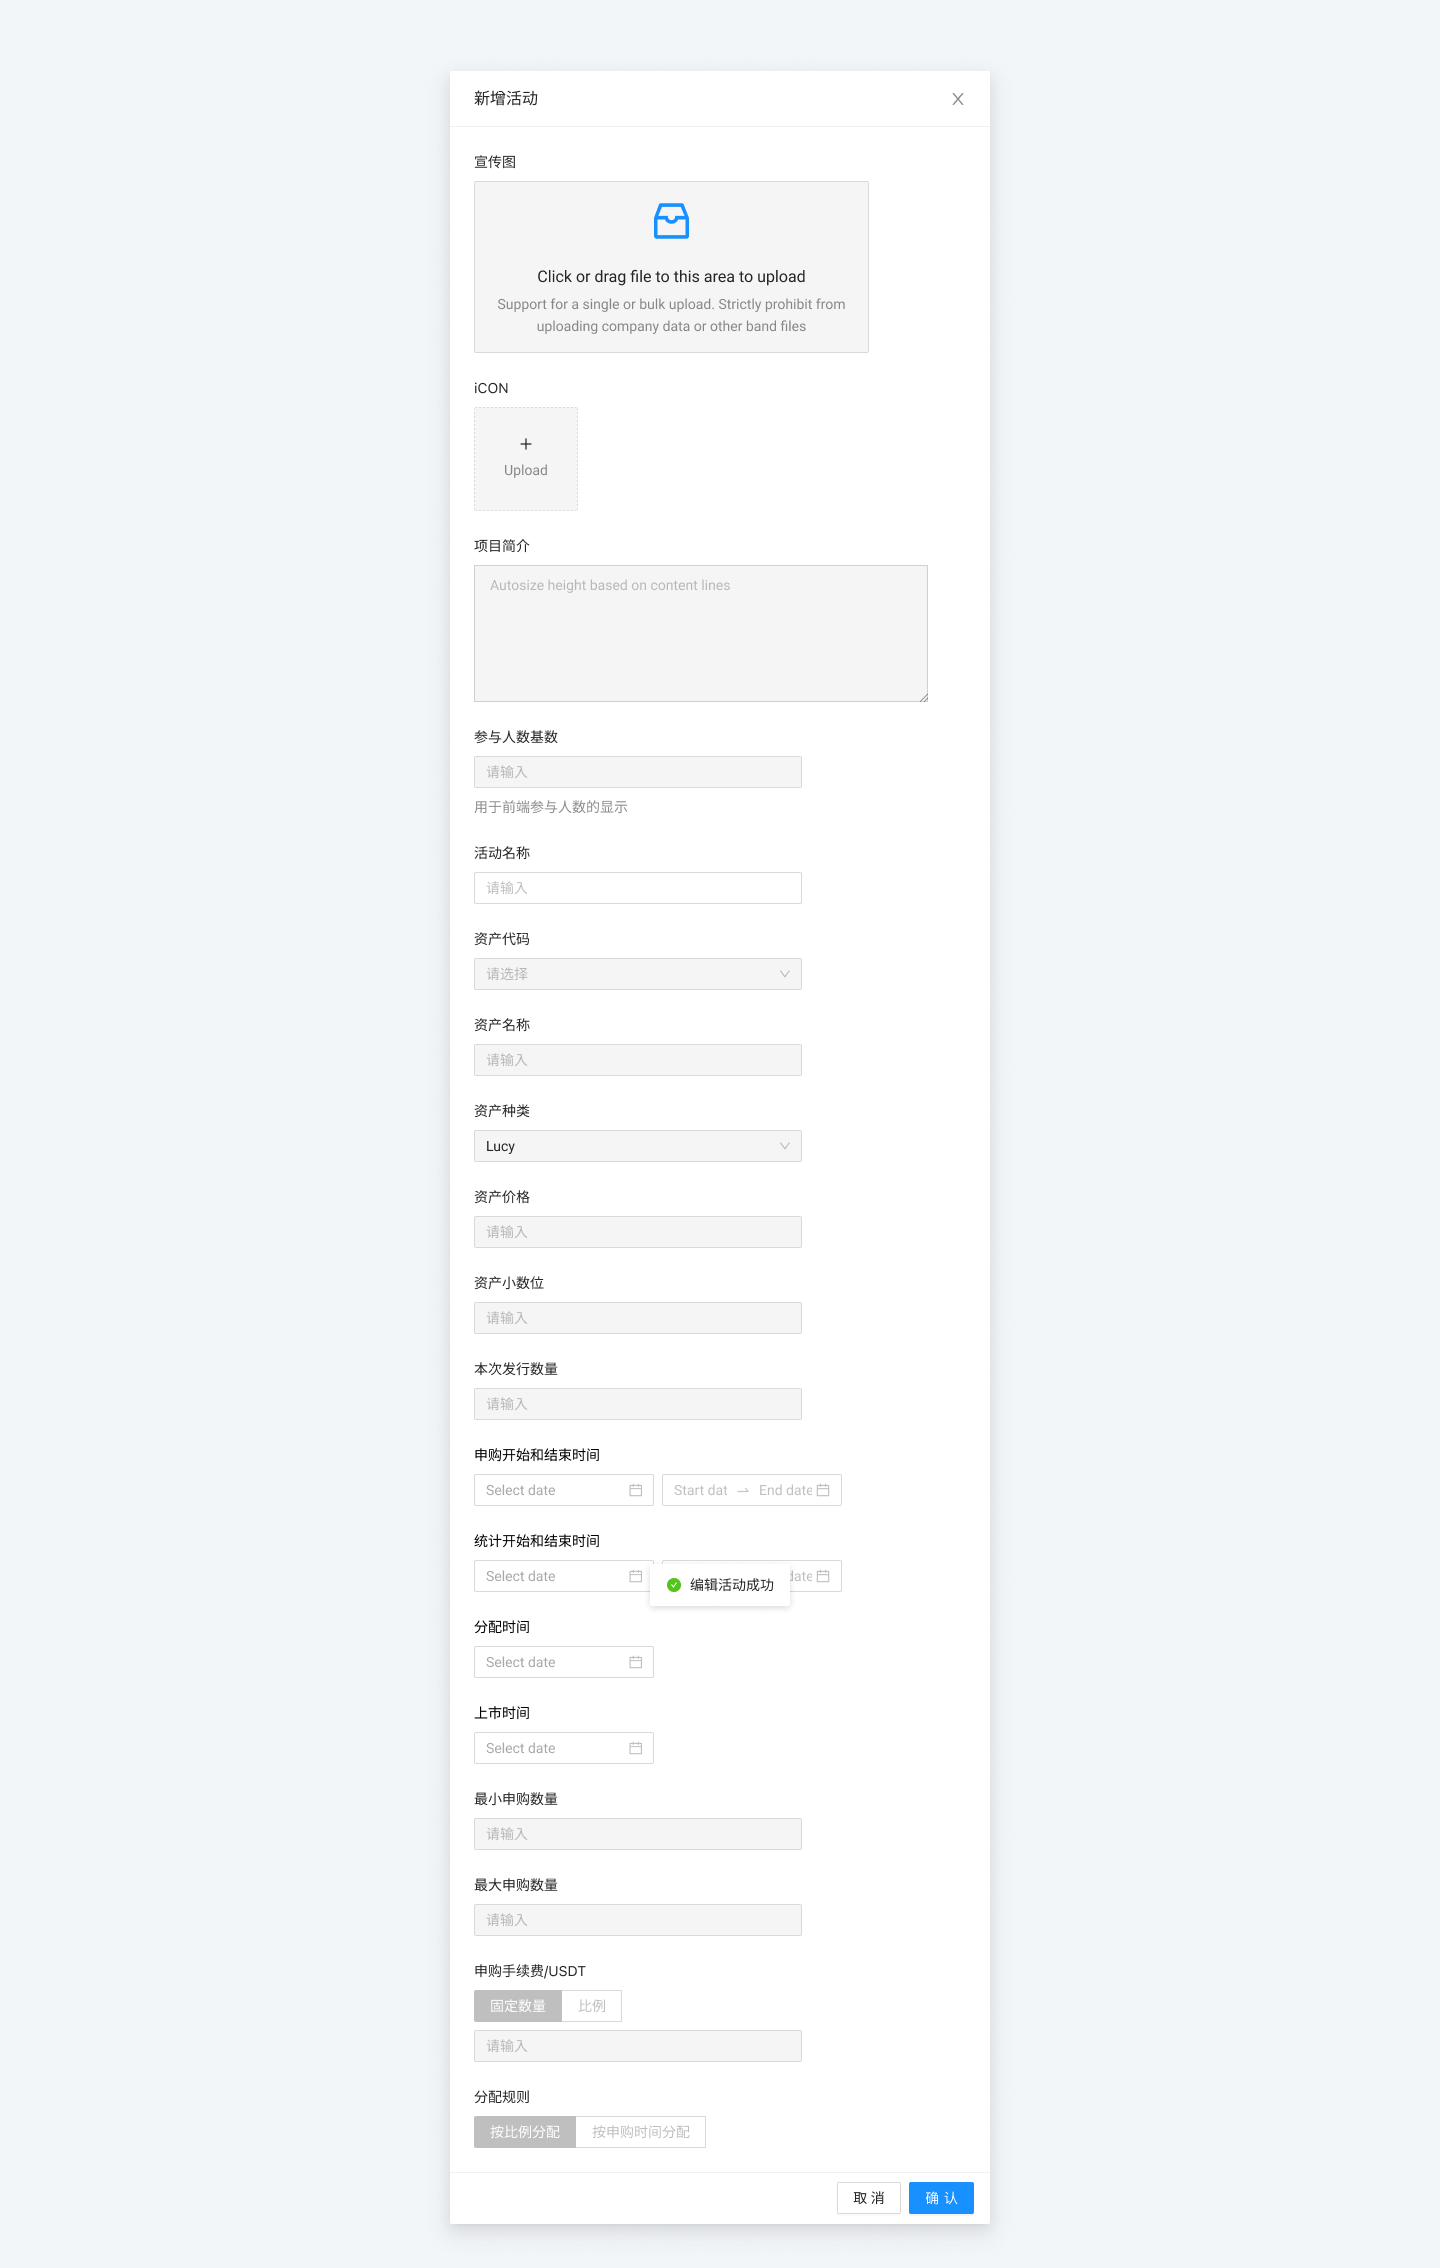 新增活动
宣传图
Click or drag file to this area to upload
Support for a single or bulk upload. Strictly prohibit from
uploading company data or other band files
iCON
Upload
项目简介
Autosize height based on content lines
参与人数基数
请输入
用于前端参与人数的显示
活动名称
请输入
资产代码
请选择
资产名称
请输入
资产种类
Lucy
资产价格
请输入
资产小数位
请输入
本次发行数量
请输入
申购开始和结束时间
Select date Start dat End date
统计开始和结束时间
Select date date
编辑活动成功
分配时间
Select date
上市时间
Select date
最小申购数量
请输入
最大申购数量
请输入
申购手续费/USDT
固定数量 比例
请输入
分配规则
按比例分配 按申购时间分配
取 消 确 认